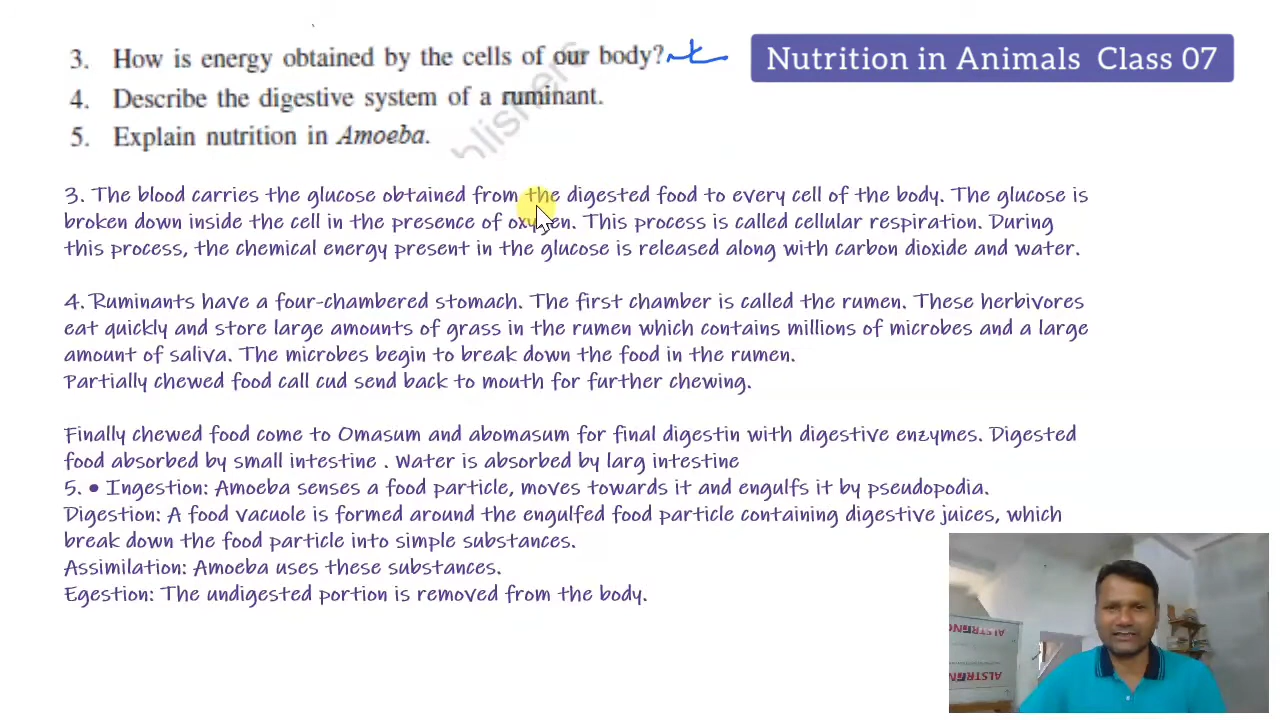 3. How is energy obtained by the cells of our body?
Nutrition in Animals Class 07
4. Describe the digestive system of a ruminant.
5. Explain nutrition in Amoeba.
blishers
3. The blood carries the glucose obtained from the digested food to every cell of the body. The glucose is
broken down inside the cell in the presence of oxygen. This process is called cellular respiration. During
this process, the chemical energy present in the glucose is released along with carbon dioxide and water.
4. Ruminants have a four-chambered stomach. The first chamber is called the rumen. These herbivores
eat quickly and store large amounts of grass in the rumen which contains millions of microbes and a large
amount of saliva. The microbes begin to break down the food in the rumen.
Partially chewed food call cud send back to mouth for further chewing.
Finally chewed food come to Omasum and abomasum for final digestin with digestive enzymes. Digested
food absorbed by small intestine . Water is absorbed by larg intestine
5. • Ingestion: Amoeba senses a food particle, moves towards it and engulfs it by pseudopodia.
Digestion: A food vacuole is formed around the engulfed food particle containing digestive juices, which
break down the food particle into simple substances.
Assimilation: Amoeba uses these substances.
Egestion: The undigested portion is removed from the body.
ALSTRONG
ALSTR